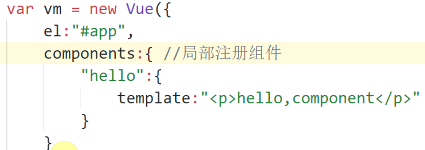 var vm = new Vue({
    el:"#app",
    components:{ //局部注册组件
        "hello":{
            template:"<p>hello,component</p>"
        }
    }